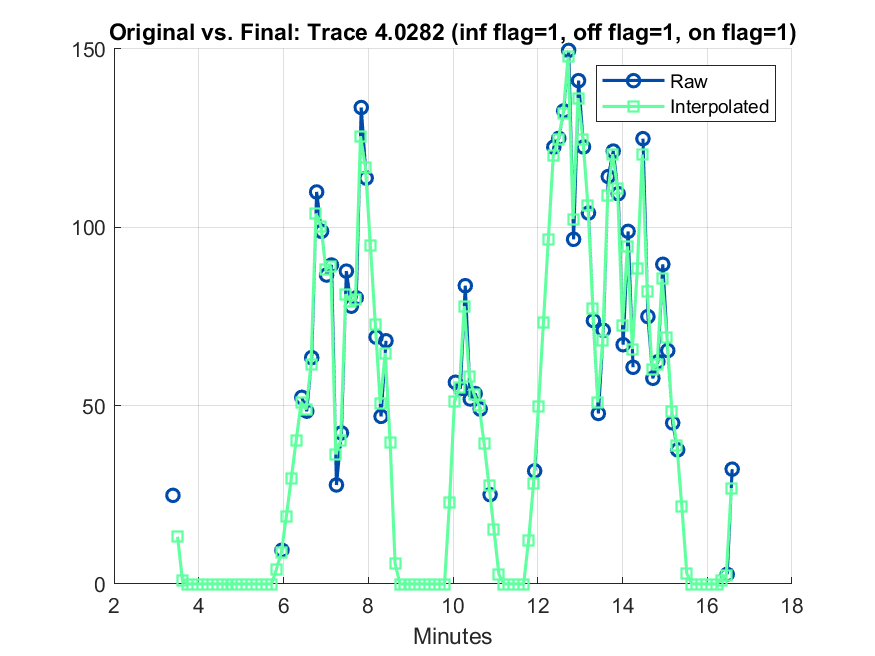 Original vs. Final: Trace 4.0282 (inf flag=1, off flag=1, on flag=1)
150
Raw
Interpolated
100
50
0
2 4 6 8 10 12 14 16 18
Minutes